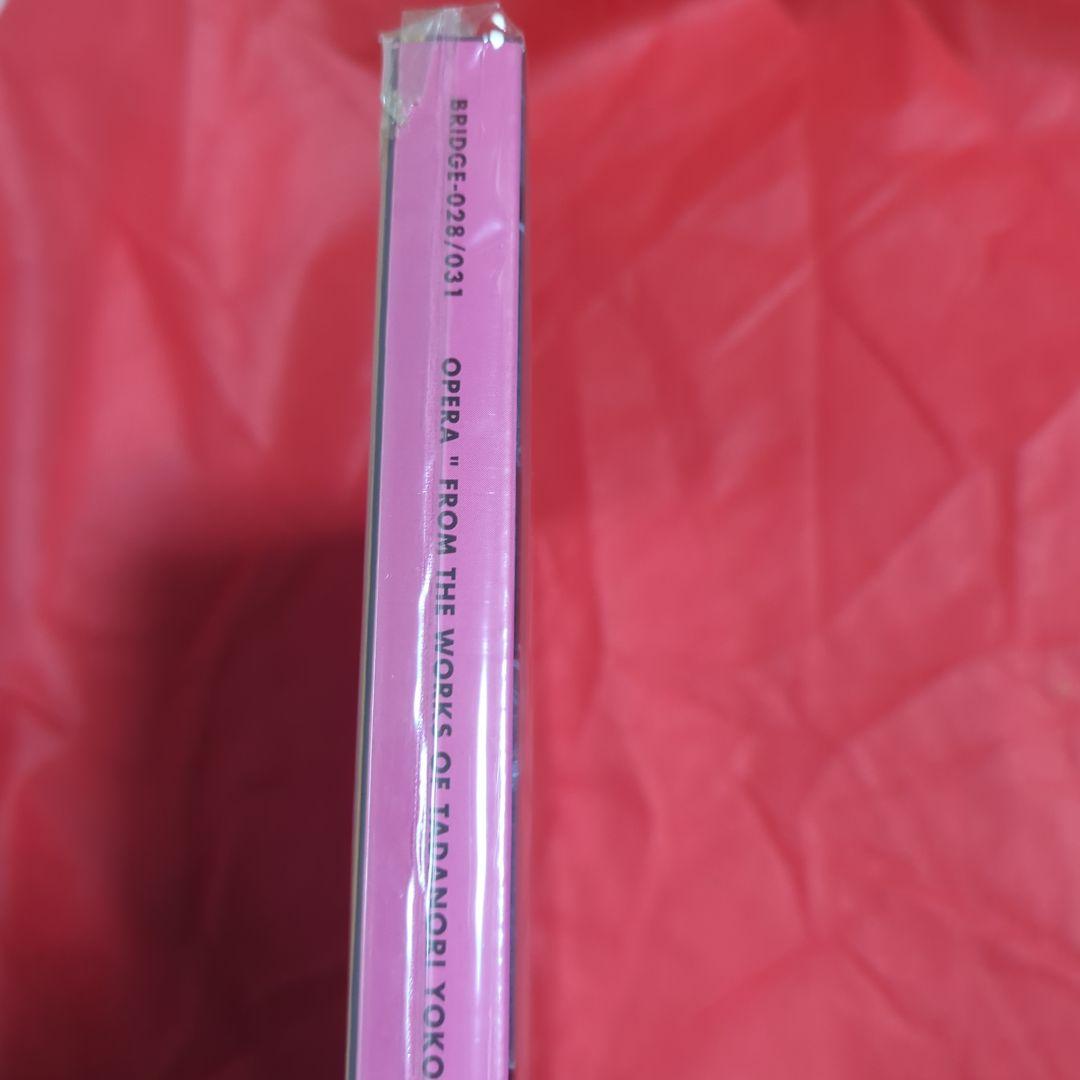 BRIDGE-028/031 OPERA " FROM THE WORKS OF TADANORI YOKO